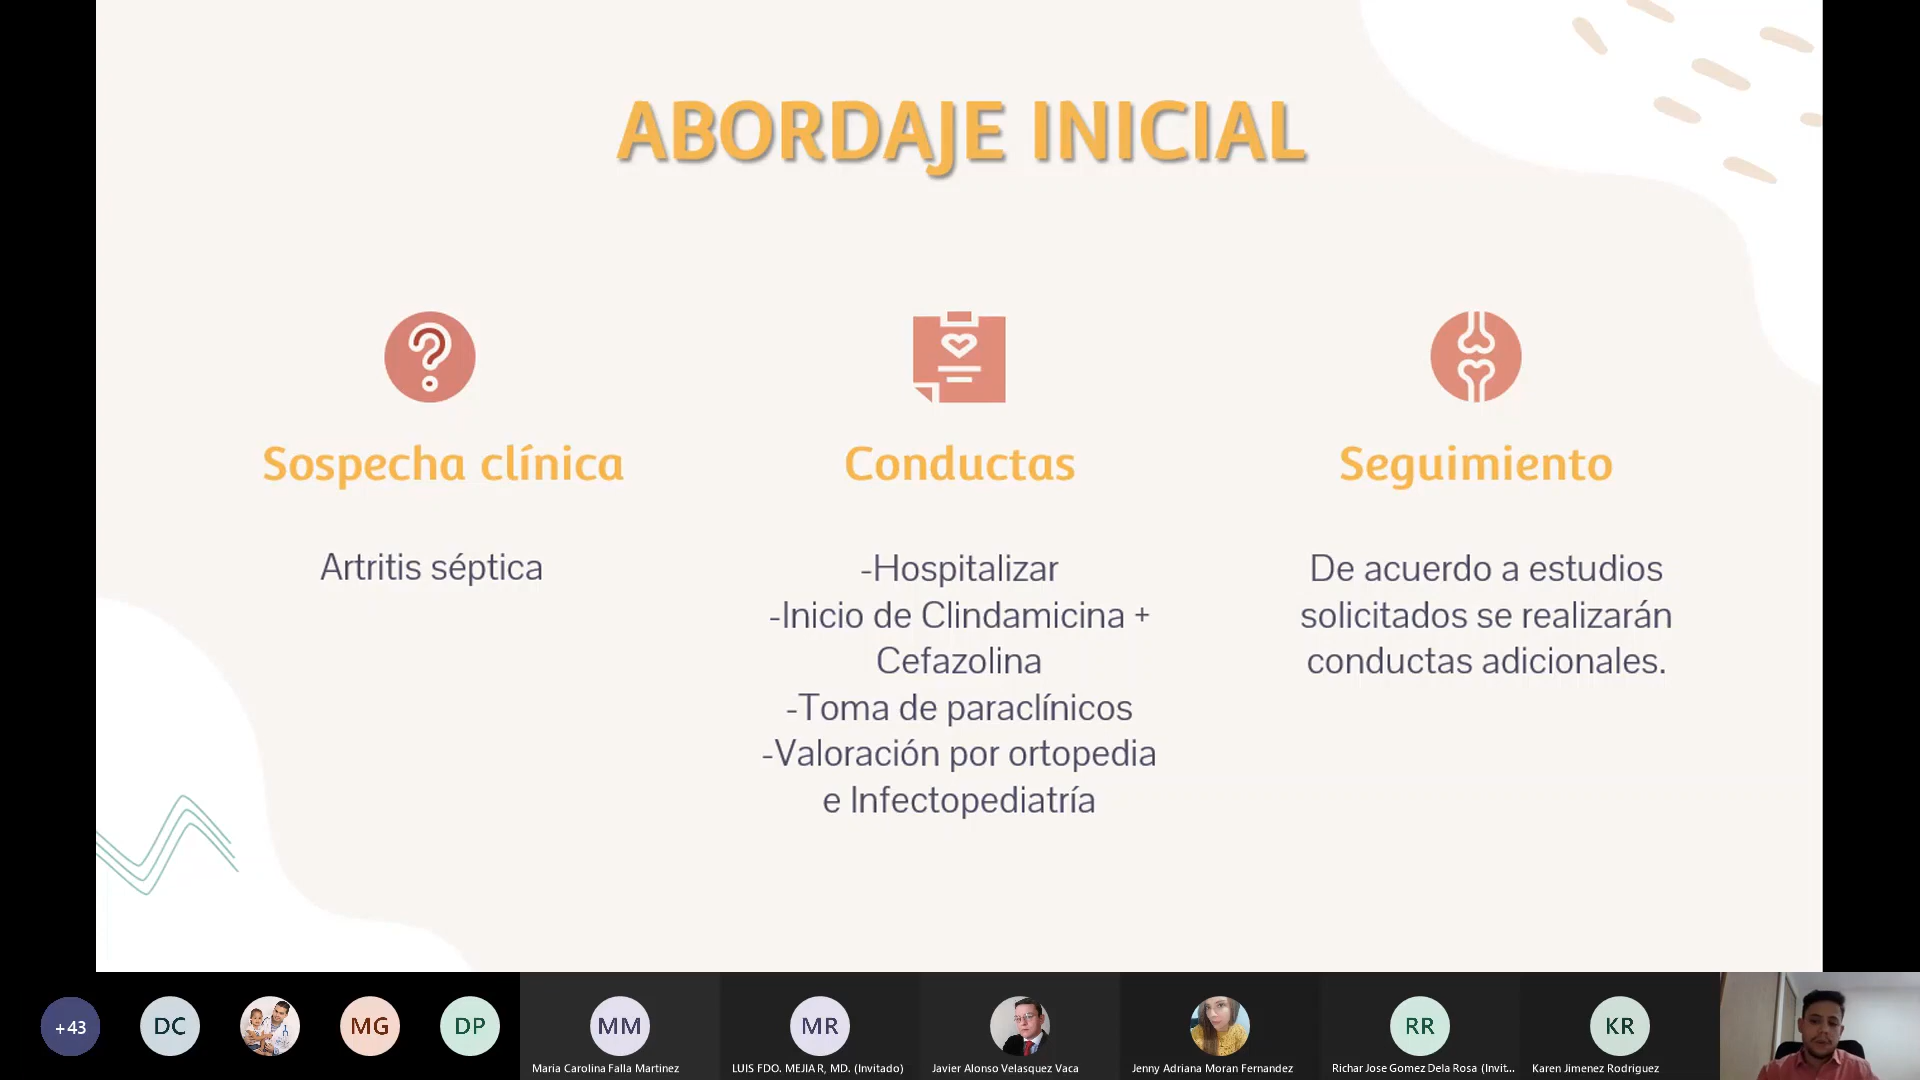 ABORDAJE INICIAL
Sospecha clínica
Artritis séptica
Conductas
-Hospitalizar
-Inicio de Clindamicina +
Cefazolina
-Toma de paraclínicos
-Valoración por ortopedia
e Infectopediatría
Seguimiento
De acuerdo a estudios
solicitados se realizarán
conductas adicionales.
+43
DC
MG
DP
MM
MR
RR
KR
Maria Carolina Falla Martinez
LUIS FDO. MEJIA R, MD. (Invitado)
Javier Alonso Velasquez Vaca
Jenny Adriana Moran Fernandez
Richar Jose Gomez Dela Rosa (Invit...
Karen Jimenez Rodriguez